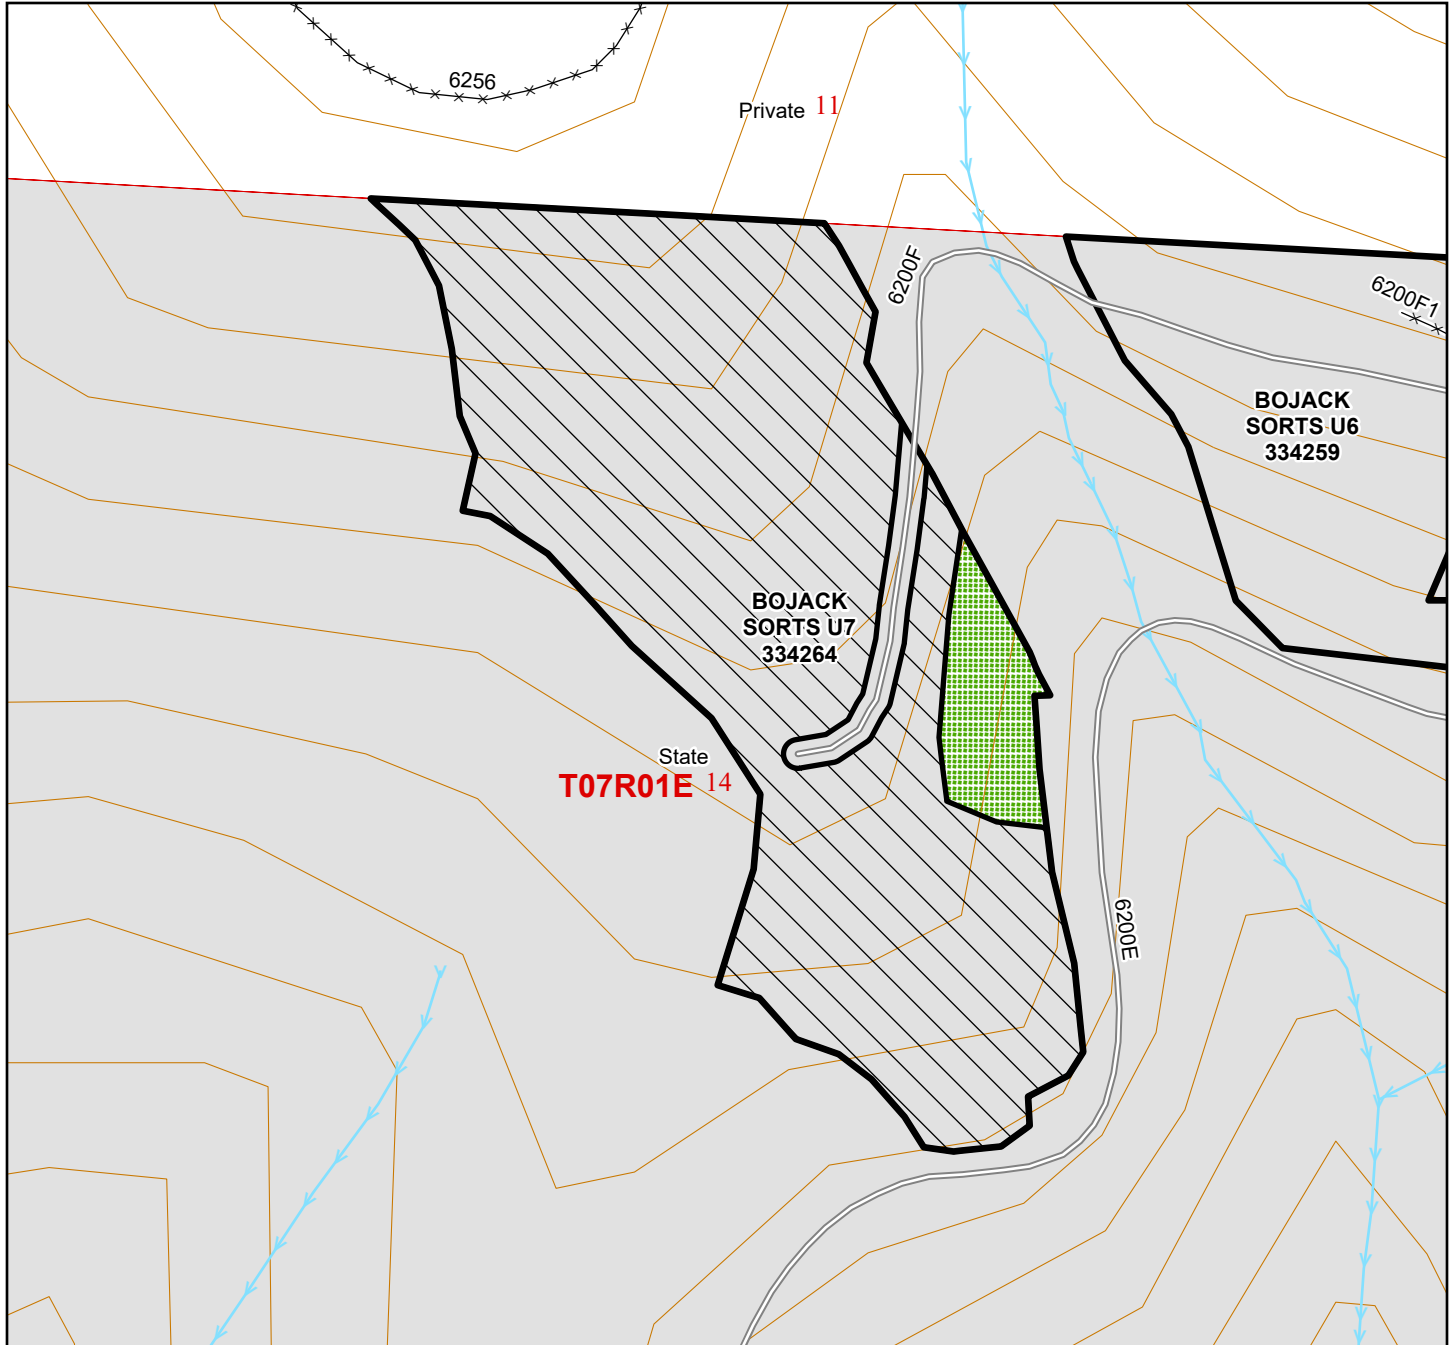 6256
Private 11
6200F
6200F1
BOJACK
SORTS U6
334259
BOJACK
SORTS U7
334264
State
T07R01E 14
6200E